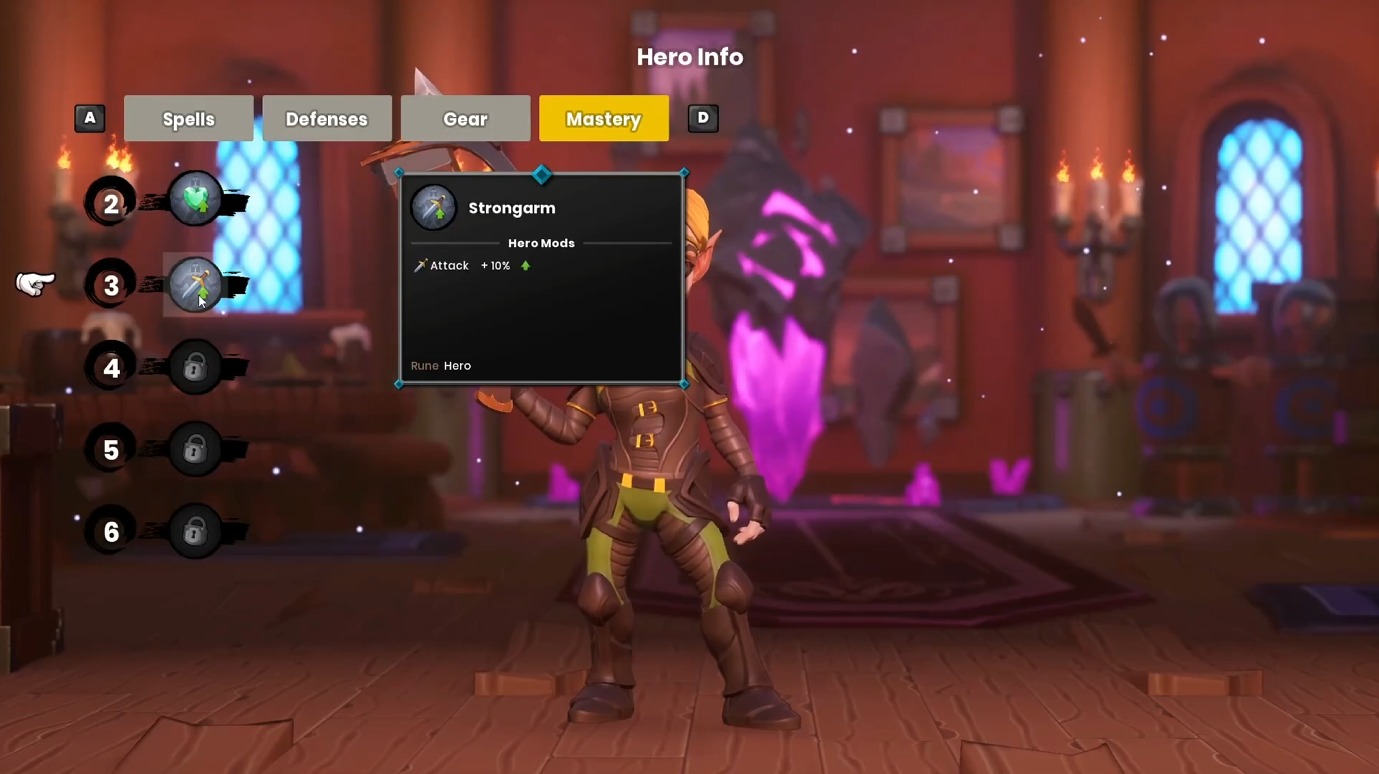 Hero Info
A
Spells
Defenses
Gear
Mastery
D
2
3
4
5
6
Strongarm
Hero Mods
Attack +10%
Rune Hero